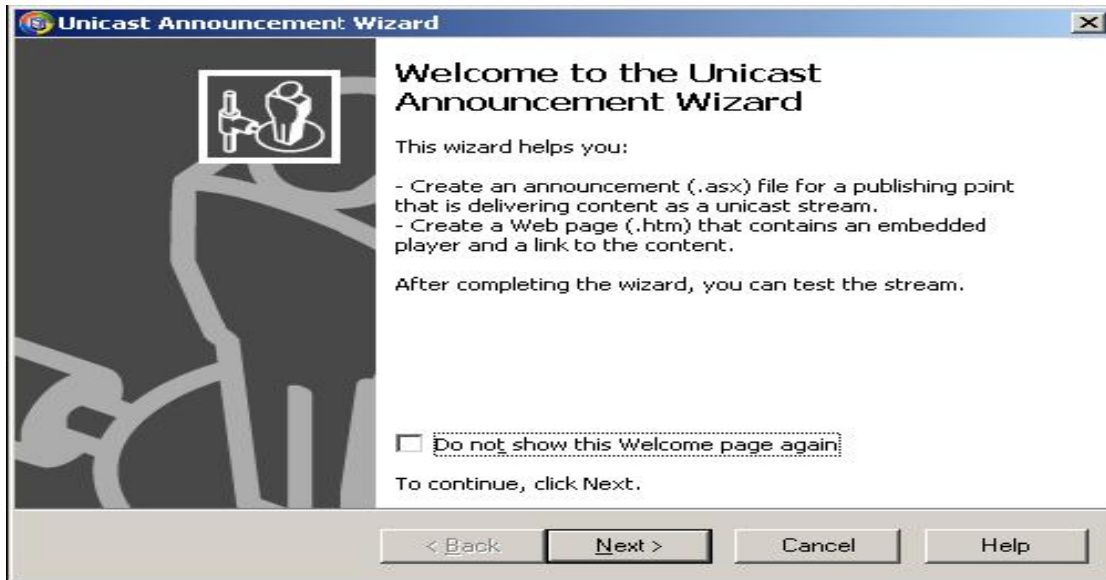 Unicast Announcement Wizard
Welcome to the Unicast
Announcement Wizard
This wizard helps you:
- Create an announcement (.asx) file for a publishing point
that is delivering content as a unicast stream.
- Create a Web page (.htm) that contains an embedded
player and a link to the content.
After completing the wizard, you can test the stream.
Do not show this Welcome page again
To continue, click Next.
< Back Next > Cancel Help